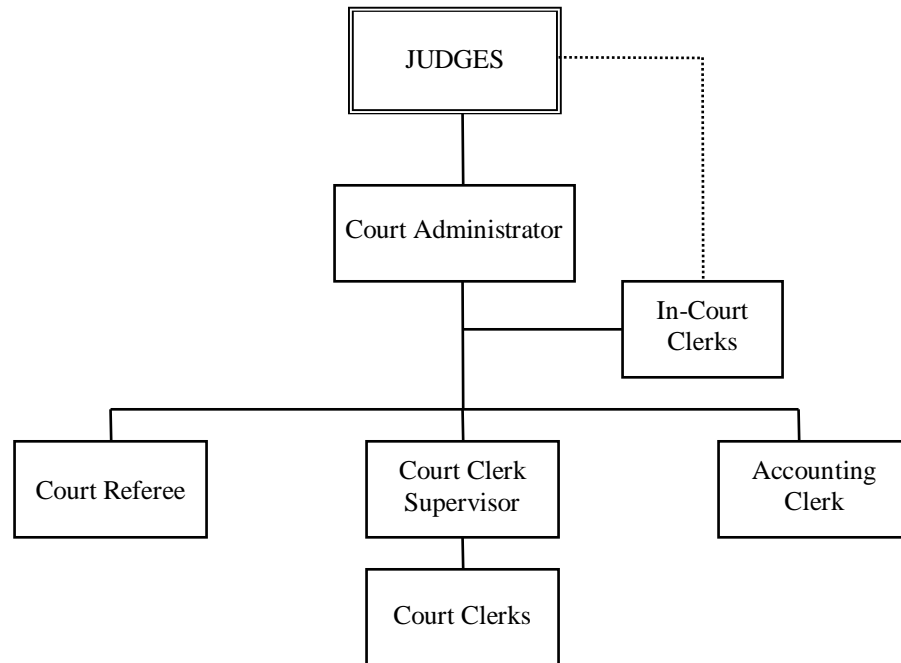 JUDGES
Court Administrator
In-Court
Clerks
Court Referee
Court Clerk
Supervisor
Accounting
Clerk
Court Clerks